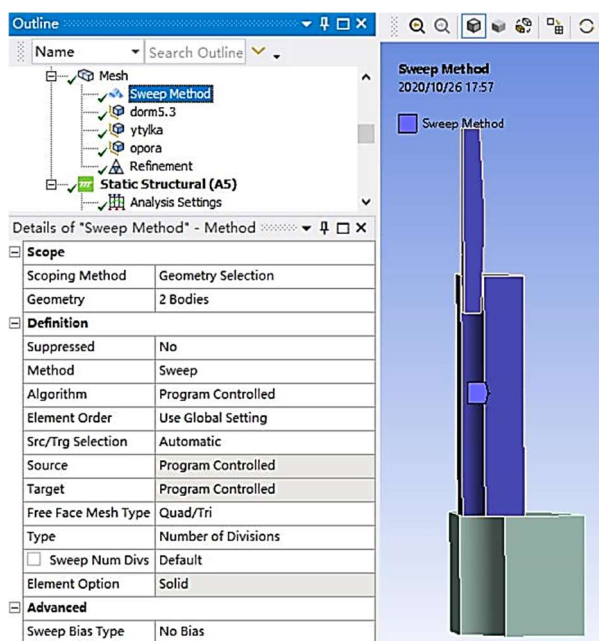 Outline
Name
Search Outline
Mesh
Sweep Method
dorm5.3
ytylka
opora
Refinement
Static Structural (A5)
Analysis Settings
Details of "Sweep Method" - Method
Scope
Scoping Method Geometry Selection
Geometry 2 Bodies
Definition
Suppressed No
Method Sweep
Algorithm Program Controlled
Element Order Use Global Setting
Src/Trg Selection Automatic
Source Program Controlled
Target Program Controlled
Free Face Mesh Type Quad/Tri
Type Number of Divisions
Sweep Num Divs Default
Element Option Solid
Advanced
Sweep Bias Type No Bias
Sweep Method
2020/10/26 17:57
Sweep Method